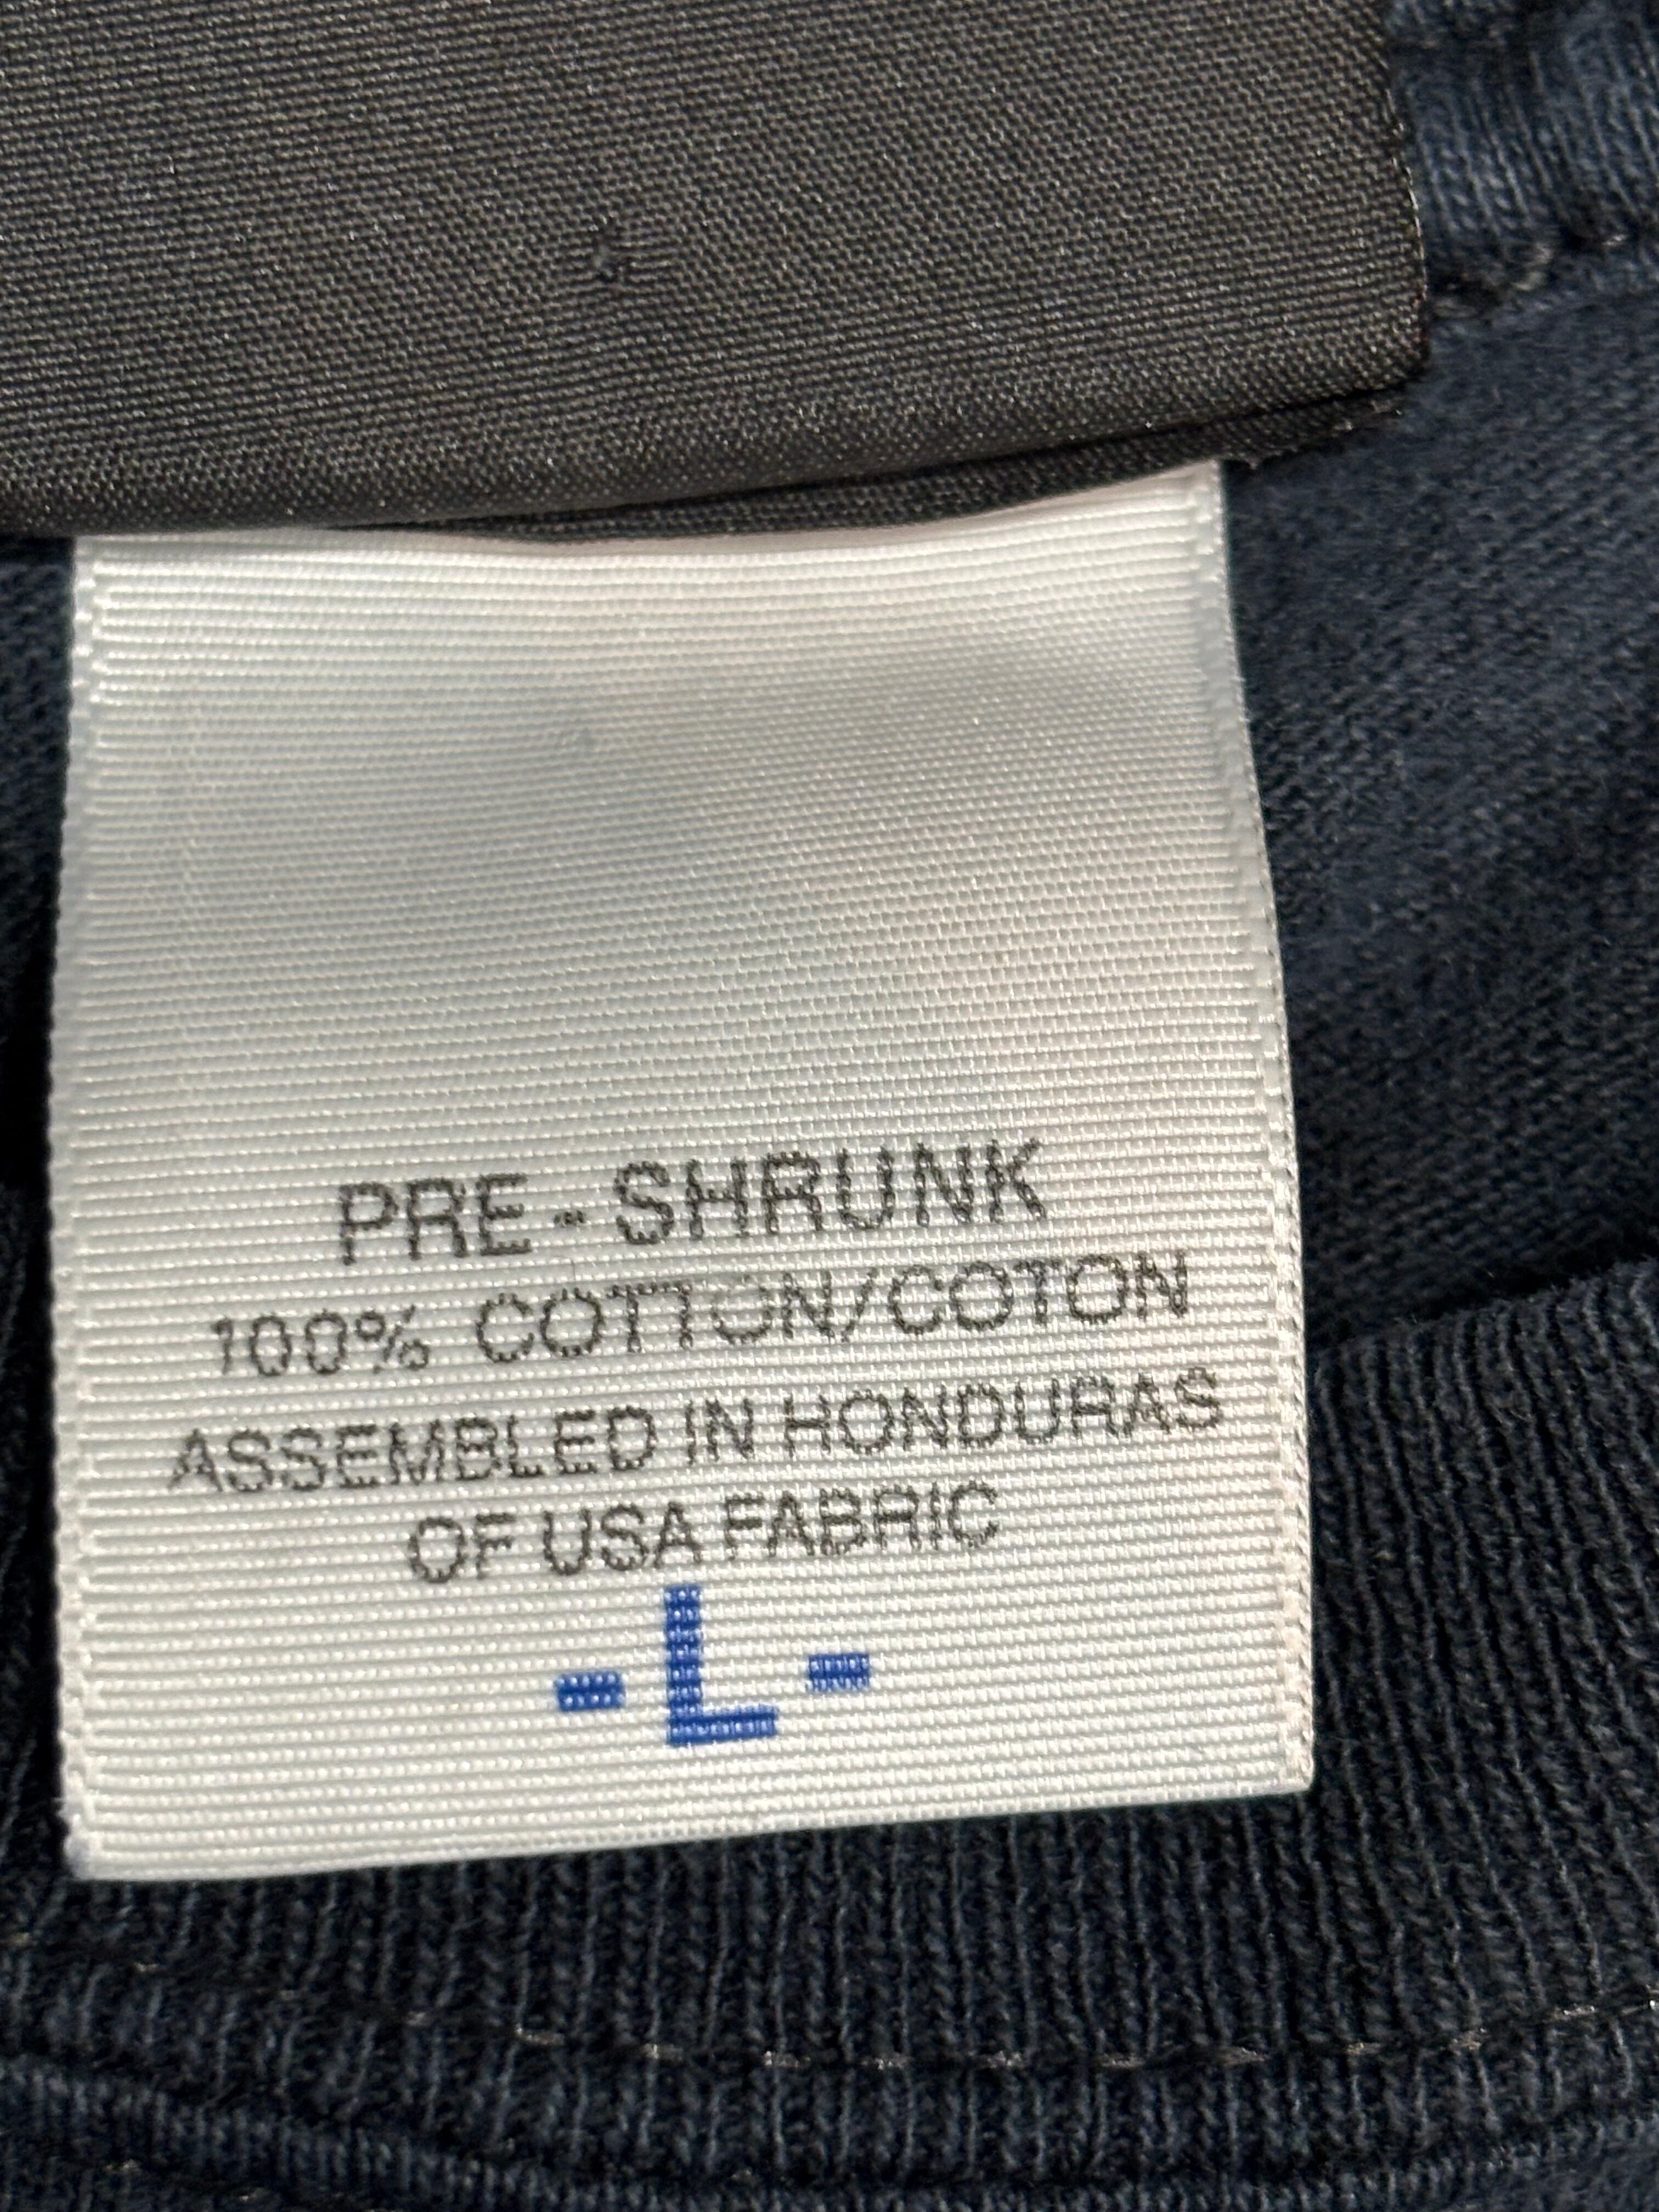 PRE-SHRUNK
100% COTTON/COTON
ASSEMBLED IN HONDURAS
OF USA FABRIC
-L-